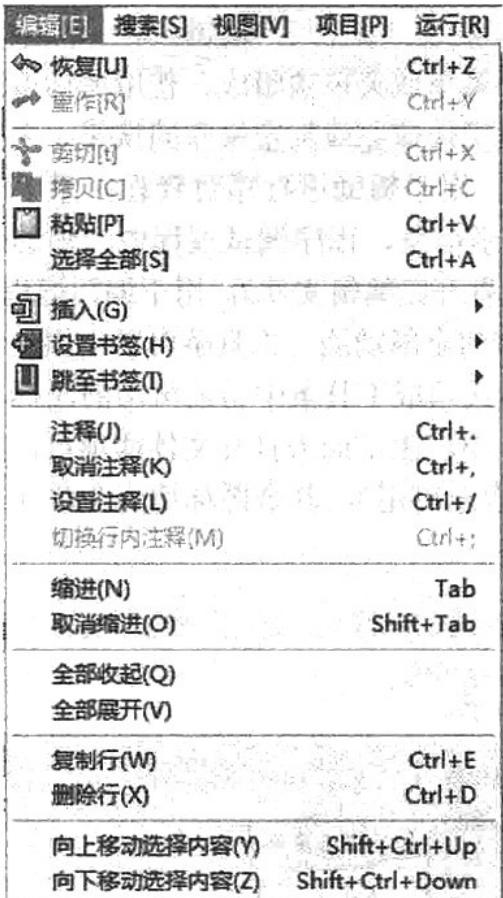 编辑[E] 搜索[S] 视图[V] 项目[P] 运行[R]
恢复[U] Ctrl+Z
重作[R] Ctrl+Y
剪切[t] Ctrl+X
拷贝[C] Ctrl+C
粘贴[P] Ctrl+V
选择全部[S] Ctrl+A
插入(G)
设置书签(H)
跳至书签(I)
注释(J) Ctrl+.
取消注释(K) Ctrl+,
设置注释(L) Ctrl+/
切换行内注释(M) Ctrl+;
缩进(N) Tab
取消缩进(O) Shift+Tab
全部收起(Q)
全部展开(V)
复制行(W) Ctrl+E
删除行(X) Ctrl+D
向上移动选择内容(Y) Shift+Ctrl+Up
向下移动选择内容(Z) Shift+Ctrl+Down